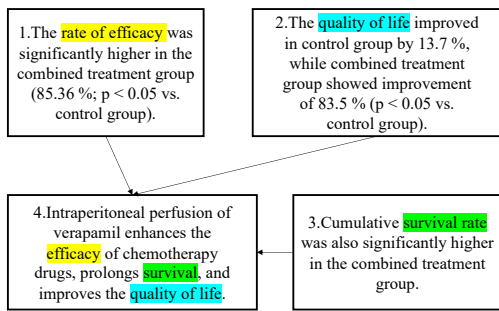 1.The rate of efficacy was
significantly higher in the
combined treatment group
(85.36 %; p < 0.05 vs.
control group).
2.The quality of life improved
in control group by 13.7 %,
while combined treatment
group showed improvement
of 83.5 % (p < 0.05 vs.
control group).
4.Intraperitoneal perfusion of
verapamil enhances the
efficacy of chemotherapy
drugs, prolongs survival, and
improves the quality of life.
3.Cumulative survival rate
was also significantly higher
in the combined treatment
group.